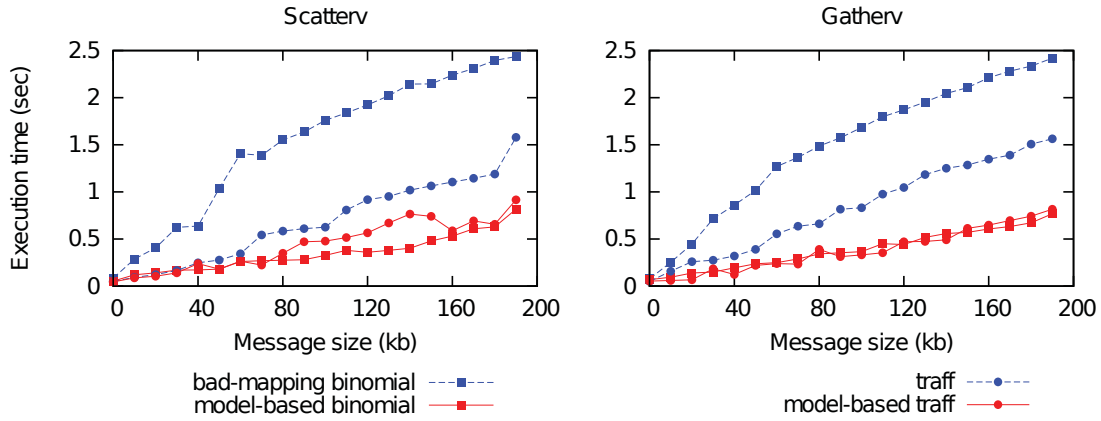 Scatterv
Gatherv
Execution time (sec)
2.5
2
1.5
1
0.5
0
0 40 80 120 160 200
Message size (kb)
2.5
2
1.5
1
0.5
0
0 40 80 120 160 200
Message size (kb)
bad-mapping binomial
model-based binomial
traff
model-based traff